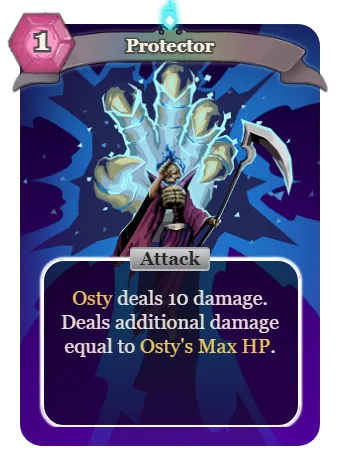 1
Protector
Attack
Osty deals 10 damage.
Deals additional damage
equal to Osty's Max HP.